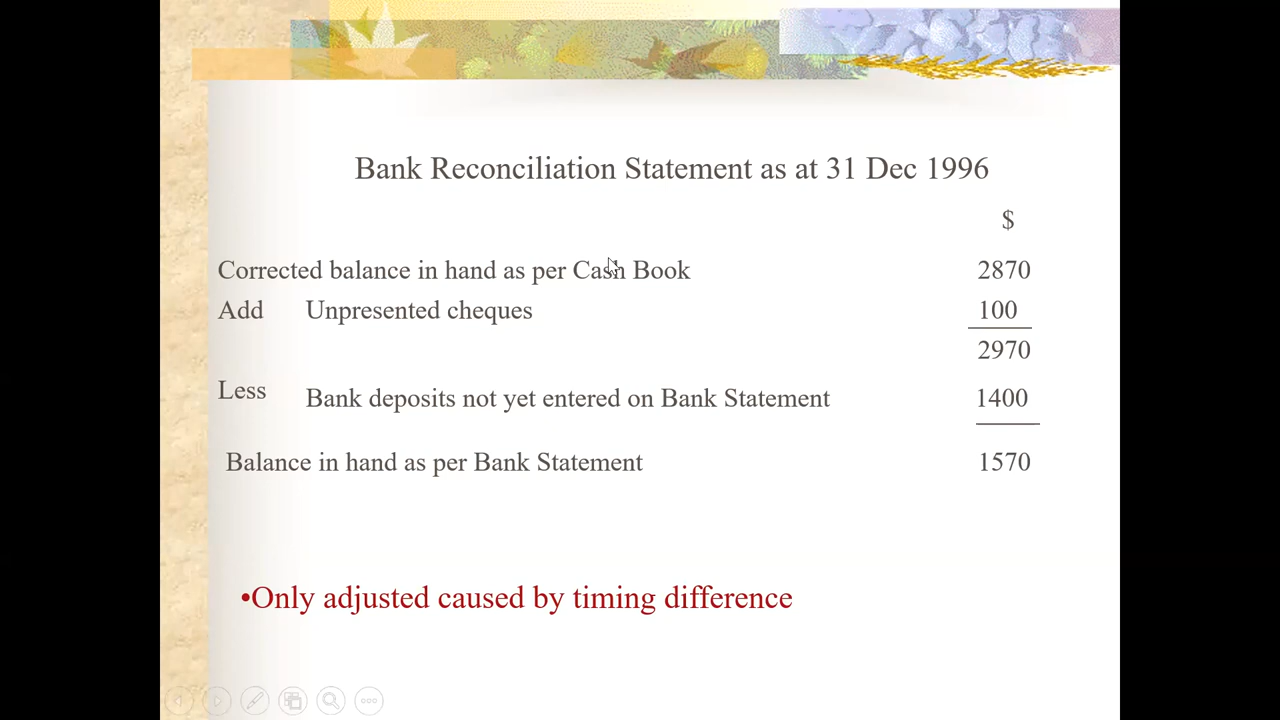 Bank Reconciliation Statement as at 31 Dec 1996
$
Corrected balance in hand as per Cash Book 2870
Add Unpresented cheques 100
2970
Less Bank deposits not yet entered on Bank Statement 1400
Balance in hand as per Bank Statement 1570
•Only adjusted caused by timing difference